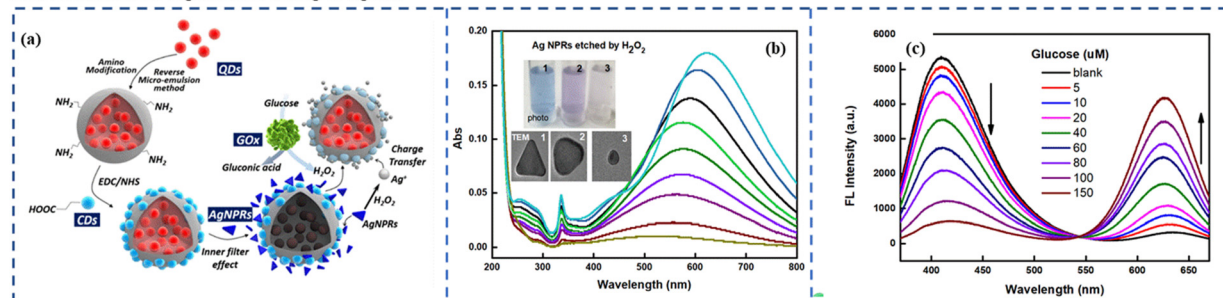 (a)
QDs
Amino
Modification
Reverse
Micro-emulsion
method
NH2
NH2
NH2
NH2
EDC/NHS
HOOC
CDs
Glucose
GOx
Gluconic acid
H2O2
Charge
Transfer
Ag+
H2O2
AgNPRs
AgNPRs
Inner filter
effect
(b)
Ag NPRs etched by H2O2
1 2 3
photo
TEM 1 2 3
Abs
0.20
0.15
0.10
0.05
0.00
200 300 400 500 600 700 800
Wavelength (nm)
(c)
Glucose (uM)
blank
5
10
20
40
60
80
100
150
FL Intensity (a.u.)
6000
5000
4000
3000
2000
1000
0
400 450 500 550 600 650
Wavelength (nm)